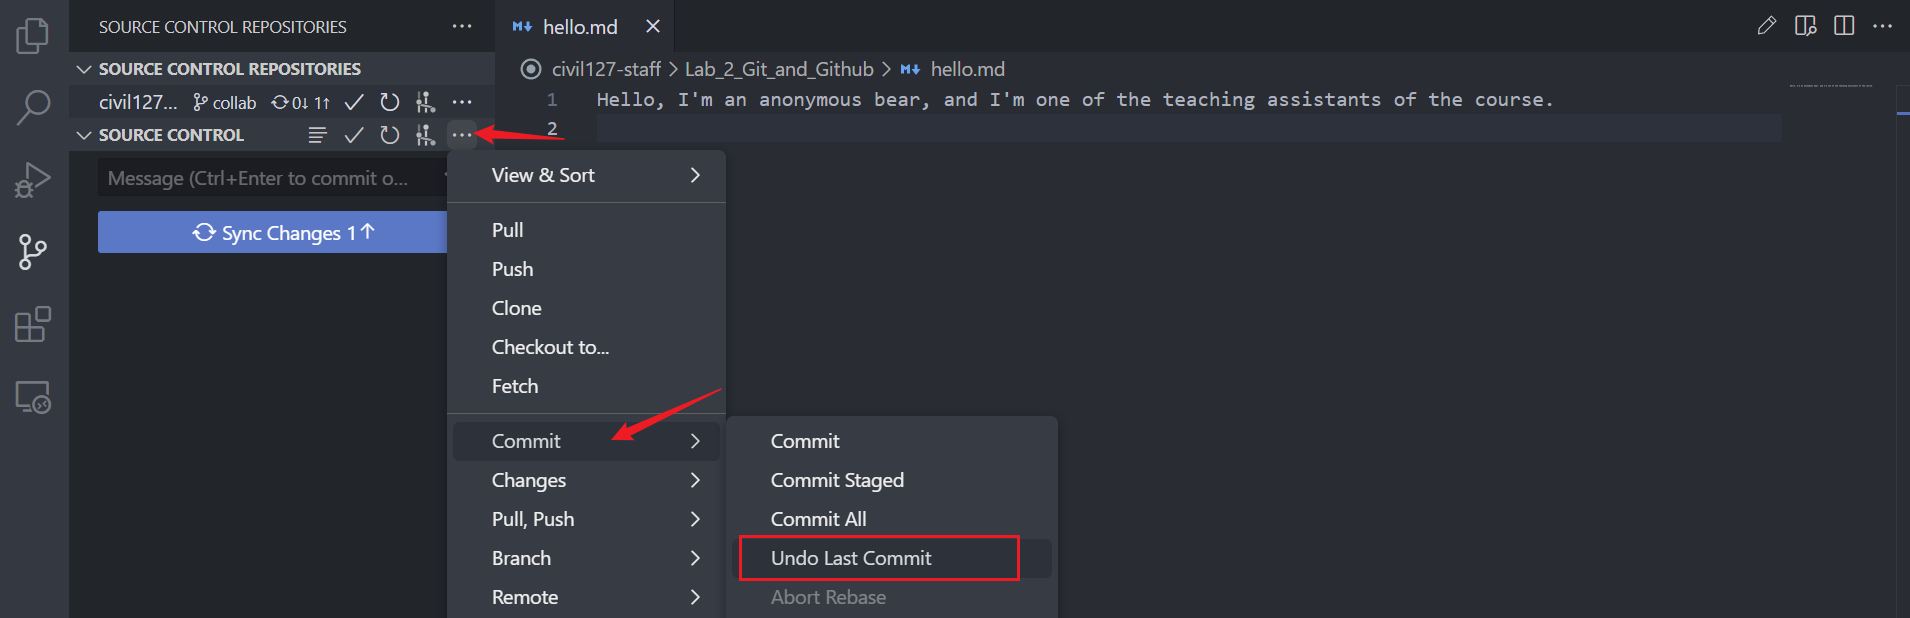 SOURCE CONTROL REPOSITORIES
hello.md
SOURCE CONTROL REPOSITORIES
civil127... collab 0↓ 1↑
SOURCE CONTROL
Message (Ctrl+Enter to commit o...
Sync Changes 1↑
civil127-staff > Lab_2_Git_and_Github > hello.md
1 Hello, I'm an anonymous bear, and I'm one of the teaching assistants of the course.
2
View & Sort
Pull
Push
Clone
Checkout to...
Fetch
Commit
Changes
Pull, Push
Branch
Remote
Commit
Commit Staged
Commit All
Undo Last Commit
Abort Rebase